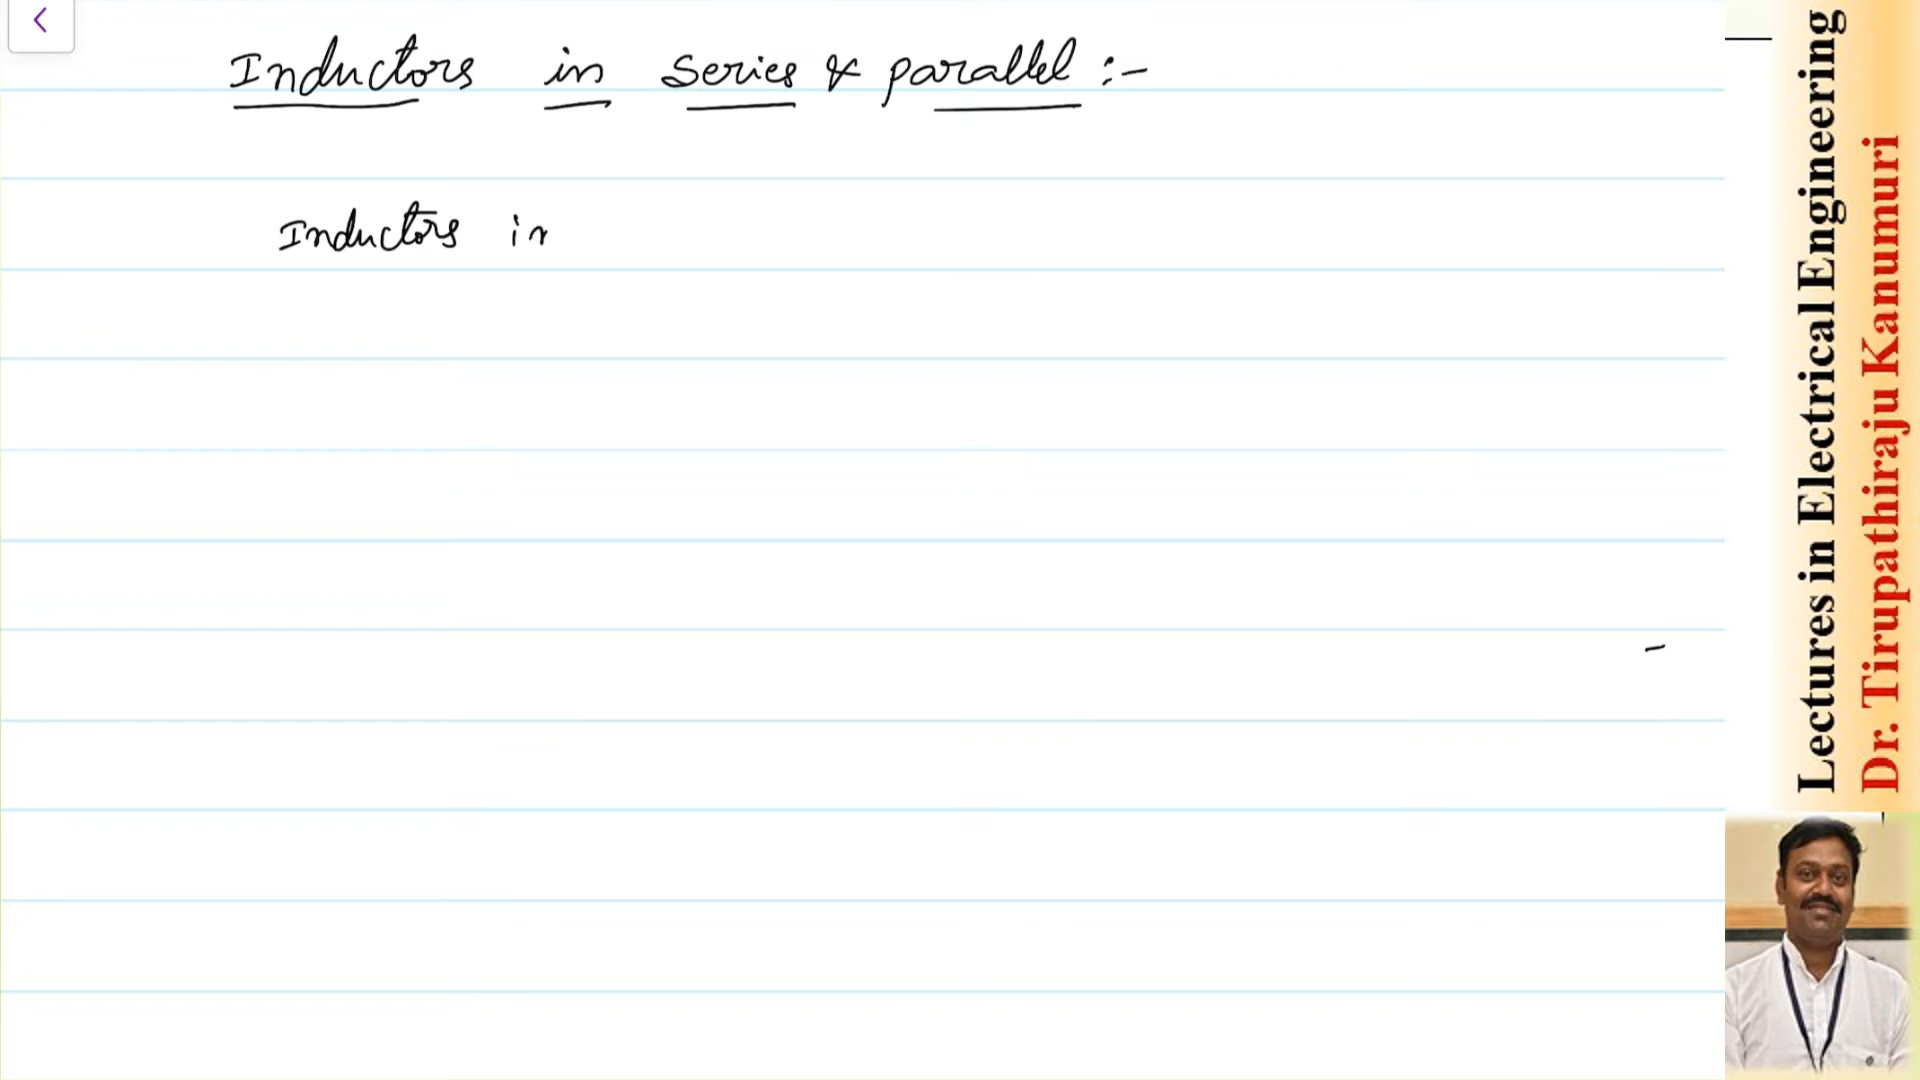 Inductors in series & parallel :-
Inductors in
Lectures in Electrical Engineering
Dr. Tirupathiraju Kanumuri